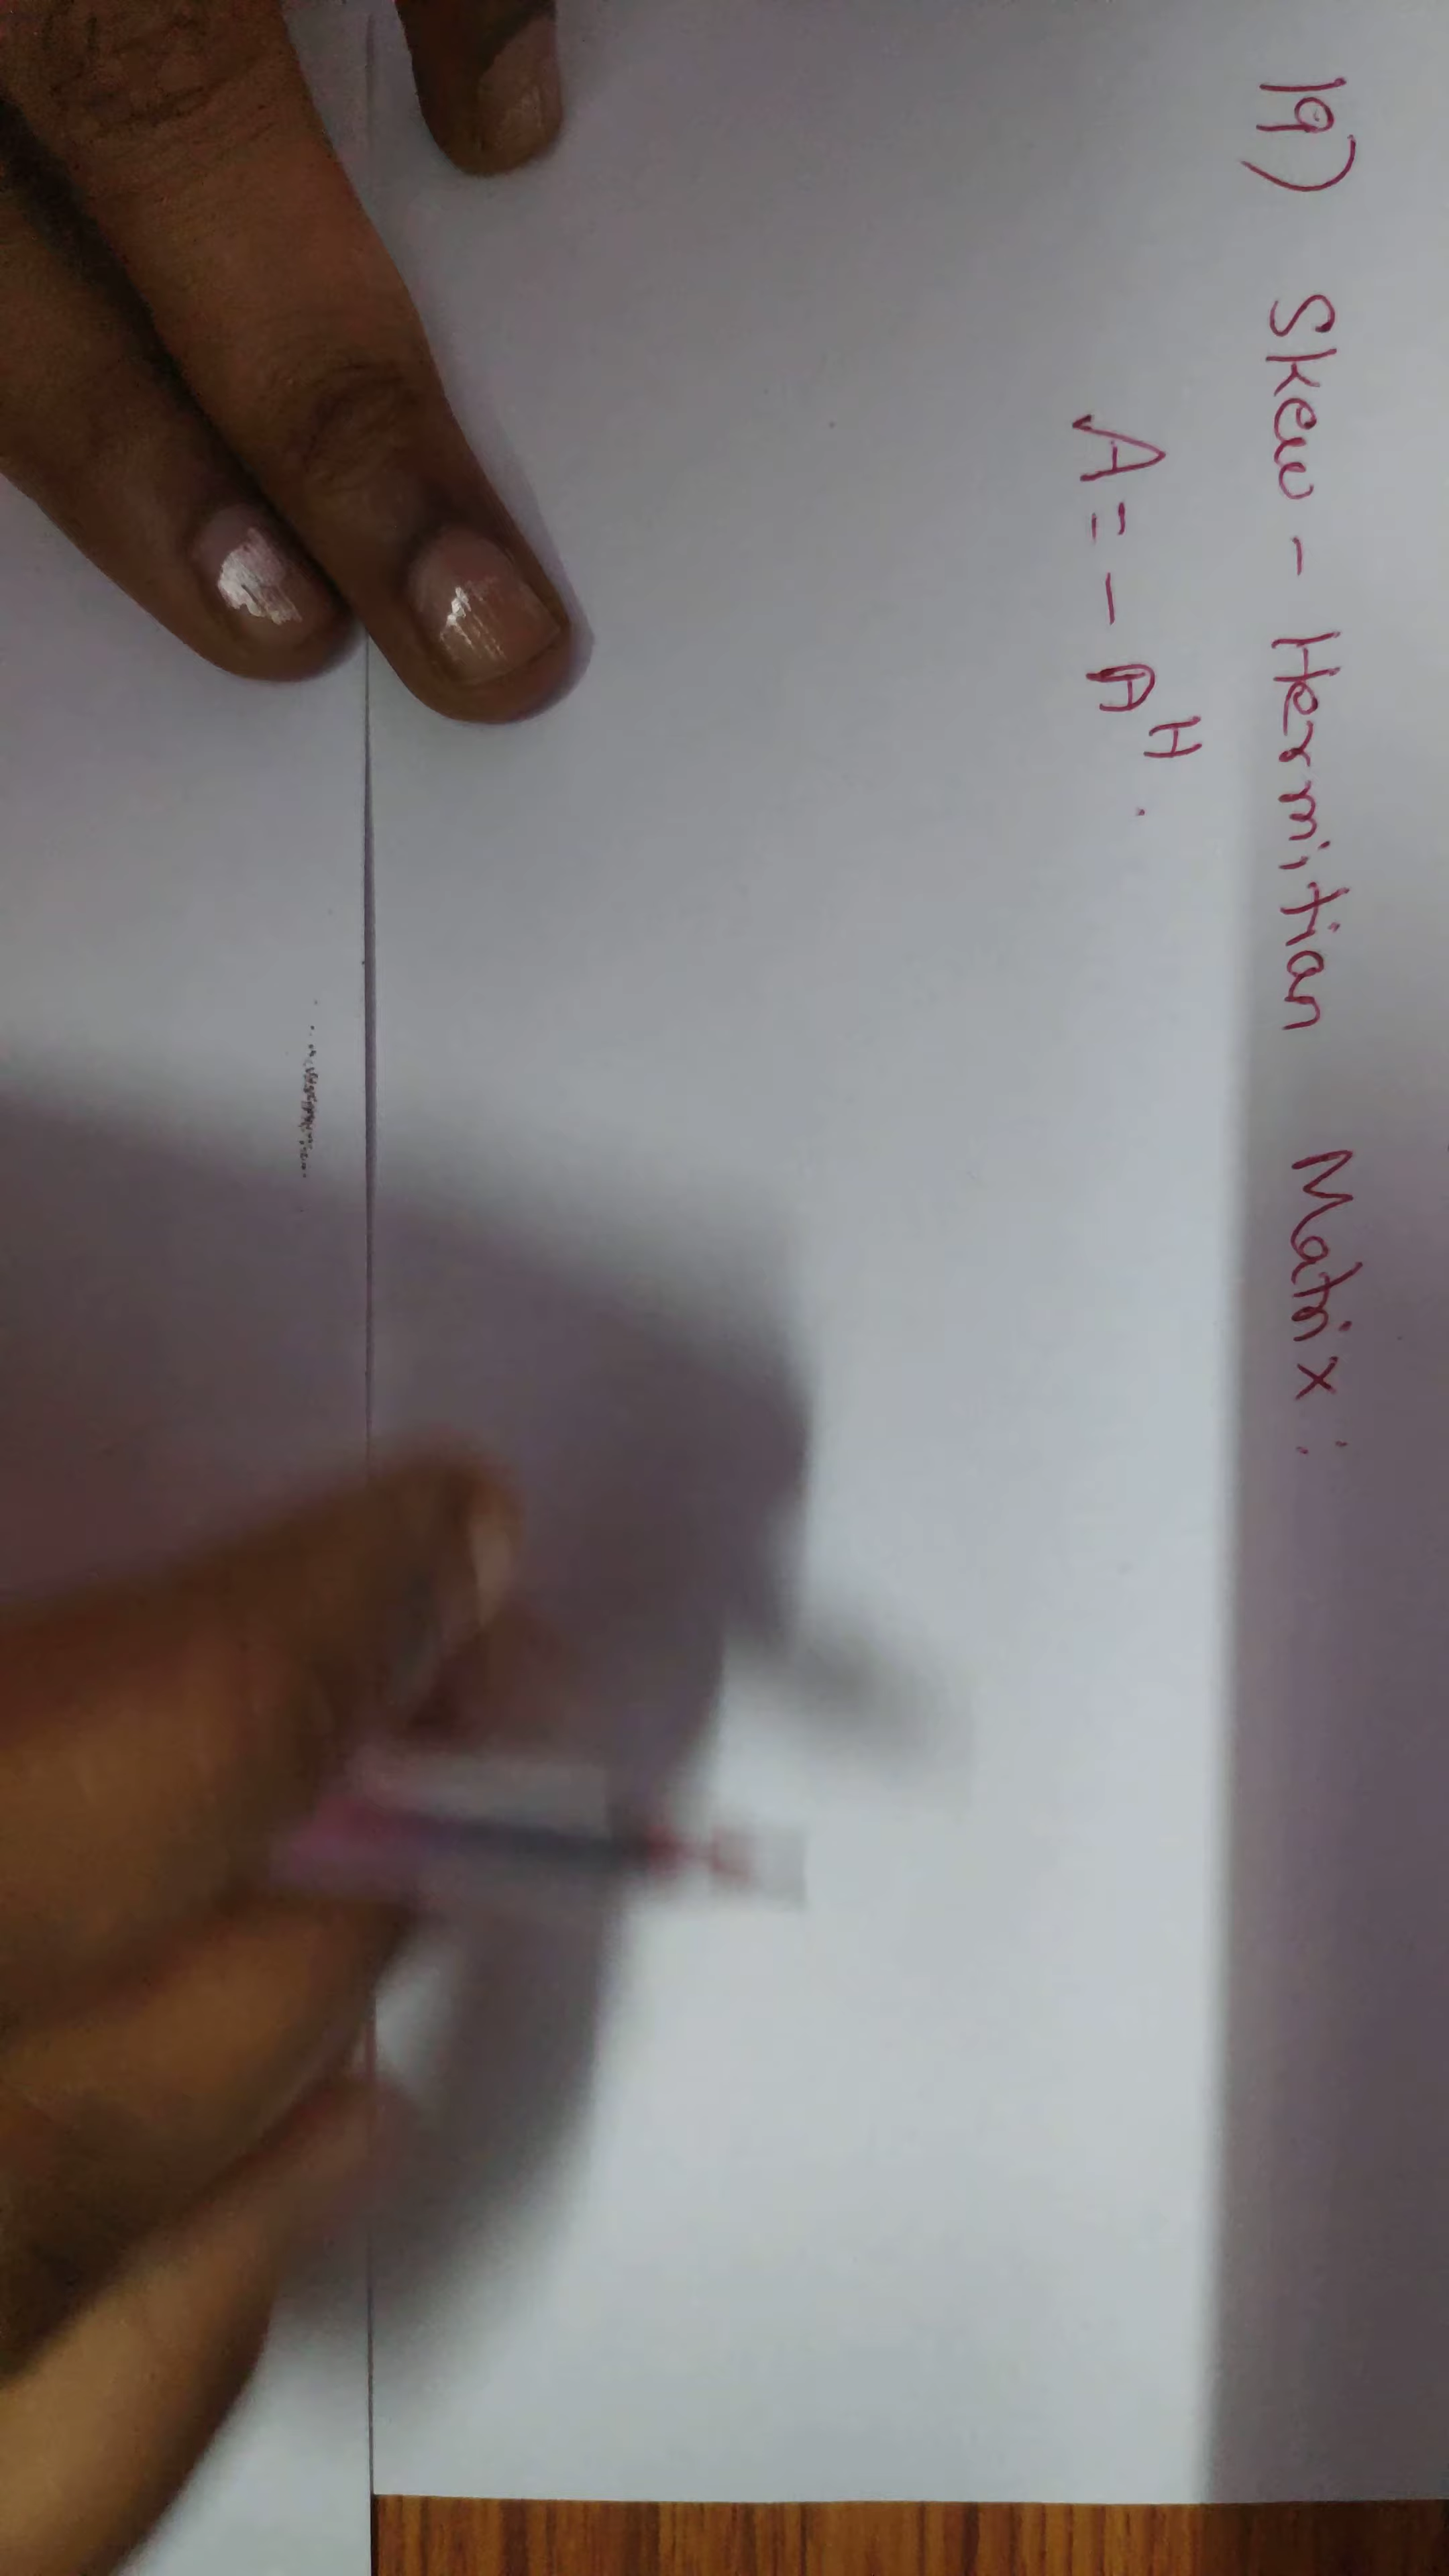 19) Skew - Hermitian Matrix :
A = - A^H .